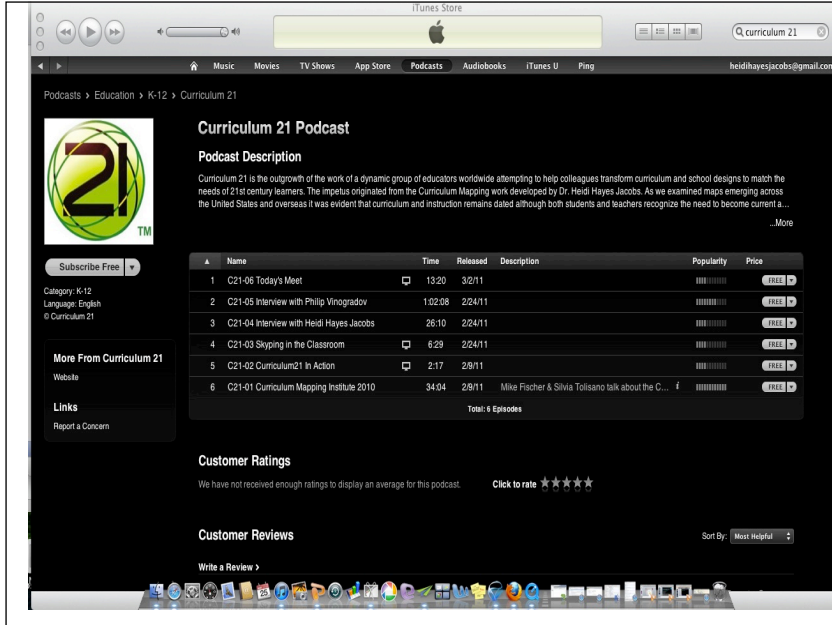 iTunes Store
curriculum 21
Music Movies TV Shows App Store Podcasts Audiobooks iTunes U Ping heidihayesjacobs@gmail.com
Podcasts > Education > K-12 > Curriculum 21
21
TM
Subscribe Free
Category: K-12
Language: English
© Curriculum 21
More From Curriculum 21
Website
Links
Report a Concern
Curriculum 21 Podcast
Podcast Description
Curriculum 21 is the outgrowth of the work of a dynamic group of educators worldwide attempting to help colleagues transform curriculum and school designs to match the
needs of 21st century learners. The impetus originated from the Curriculum Mapping work developed by Dr. Heidi Hayes Jacobs. As we examined maps emerging across
the United States and overseas it was evident that curriculum and instruction remains dated although both students and teachers recognize the need to become current a...
...More
Name Time Released Description Popularity Price
1 C21-06 Today's Meet 13:20 3/2/11 FREE
2 C21-05 Interview with Philip Vinogradov 1:02:08 2/24/11 FREE
3 C21-04 Interview with Heidi Hayes Jacobs 26:10 2/24/11 FREE
4 C21-03 Skyping in the Classroom 6:29 2/24/11 FREE
5 C21-02 Curriculum21 In Action 2:17 2/9/11 FREE
6 C21-01 Curriculum Mapping Institute 2010 34:04 2/9/11 Mike Fischer & Silvia Tolisano talk about the C... i FREE
Total: 6 Episodes
Customer Ratings
We have not received enough ratings to display an average for this podcast. Click to rate
Customer Reviews
Sort By: Most Helpful
Write a Review >